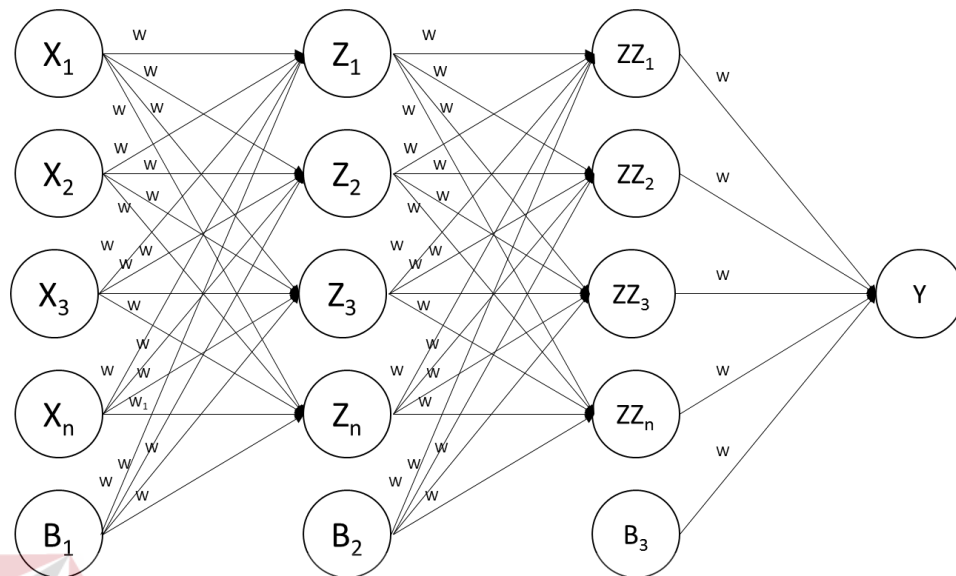 X₁ W Z₁ W ZZ₁
W W W
W W W W
W W
X₂ W Z₂ W ZZ₂ W
W W W W
W W
W W W W
X₃ W Z₃ W ZZ₃ W Y
W W
W W
W W W W W
Xₙ W₁ Zₙ W ZZₙ
W W W
W W
W W W W
B₁ B₂ B₃